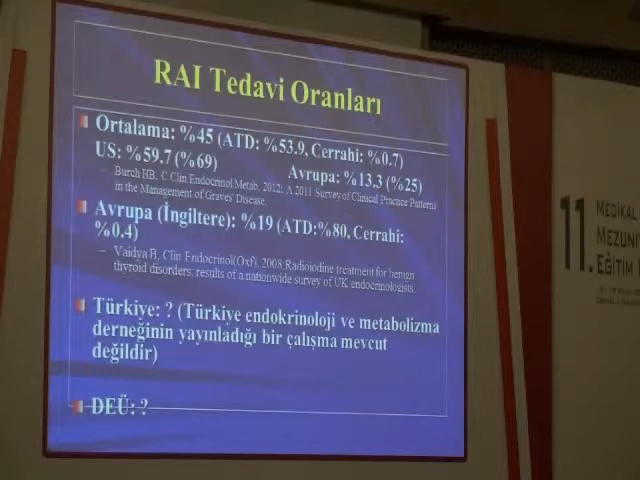 RAI Tedavi Oranları
Ortalama: %45 (ATD: %53.9, Cerrahi: %0.7)
US: %59.7 (%69) Avrupa: %13.3 (%25)
– Burch HB, C Clin Endocrinol Metab, 2012: A 2011 Survey of Clinical Practice Patterns
in the Management of Graves' Disease.
Avrupa (İngiltere): %19 (ATD:%80, Cerrahi:
%0.4)
– Vaidya B, Clin Endocrinol(Oxf), 2008:Radioiodine treatment for benign
thyroid disorders: results of a nationwide survey of UK endocrinologists.
Türkiye: ? (Türkiye endokrinoloji ve metabolizma
derneğinin yayınladığı bir çalışma mevcut
değildir)
DEÜ: ?
11.
MEDİKAL
MEZUNİ
EĞİTİM